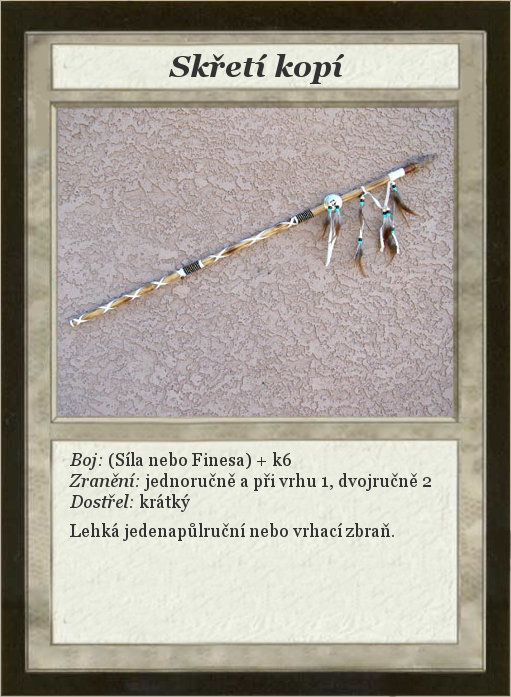 Skřetí kopí
Boj: (Síla nebo Finesa) + k6
Zranění: jednoručně a při vrhu 1, dvojručně 2
Dostřel: krátký
Lehká jedenapůlruční nebo vrhací zbraň.